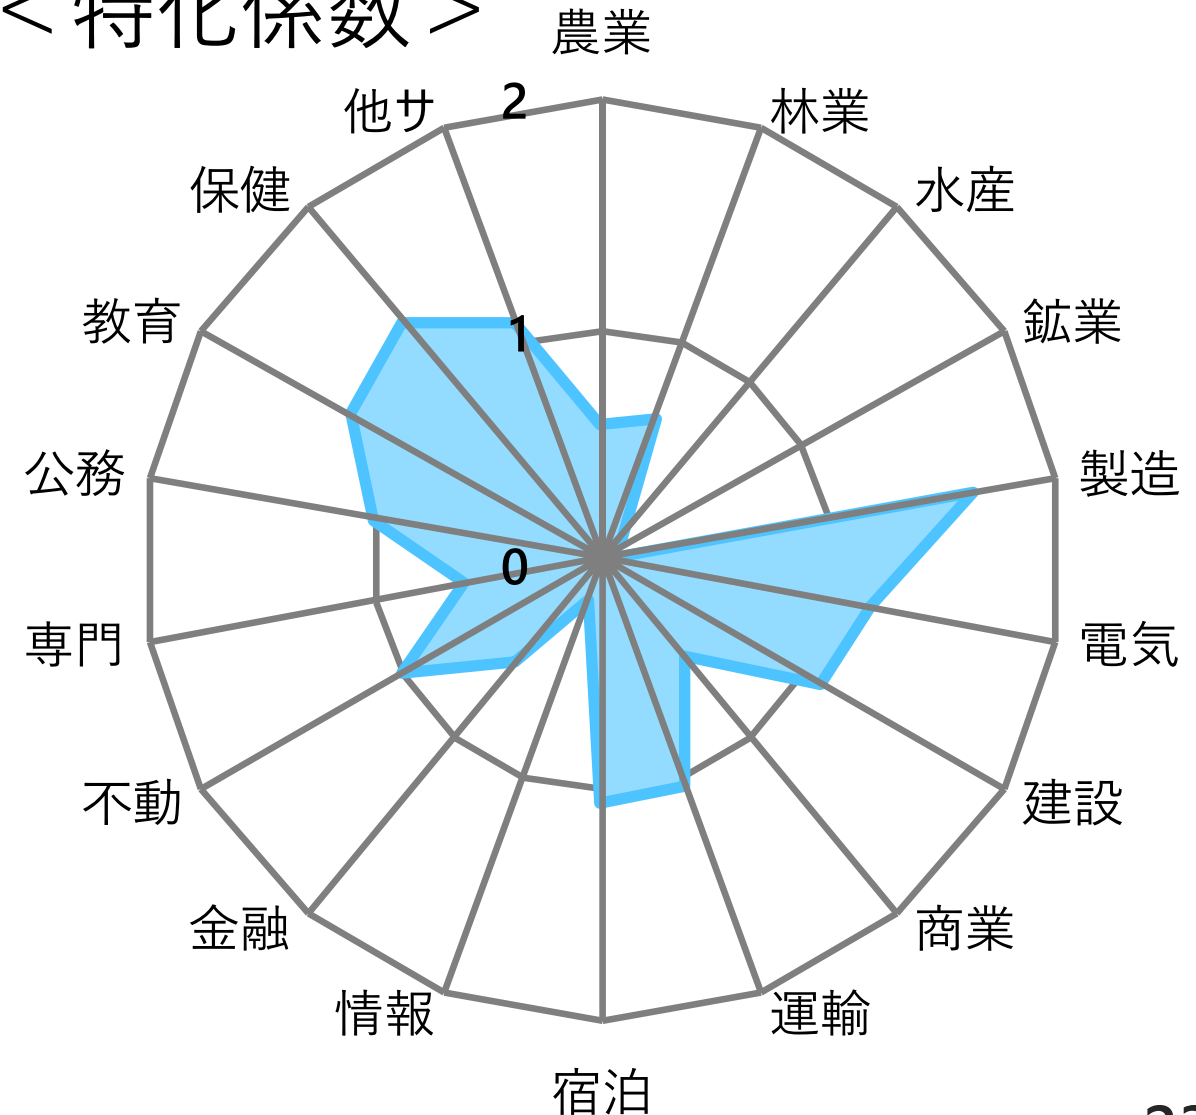 ＜特化係数＞
農業
林業
水産
鉱業
製造
電気
建設
商業
運輸
宿泊
情報
金融
不動
専門
公務
教育
保健
他サ
2
1
0